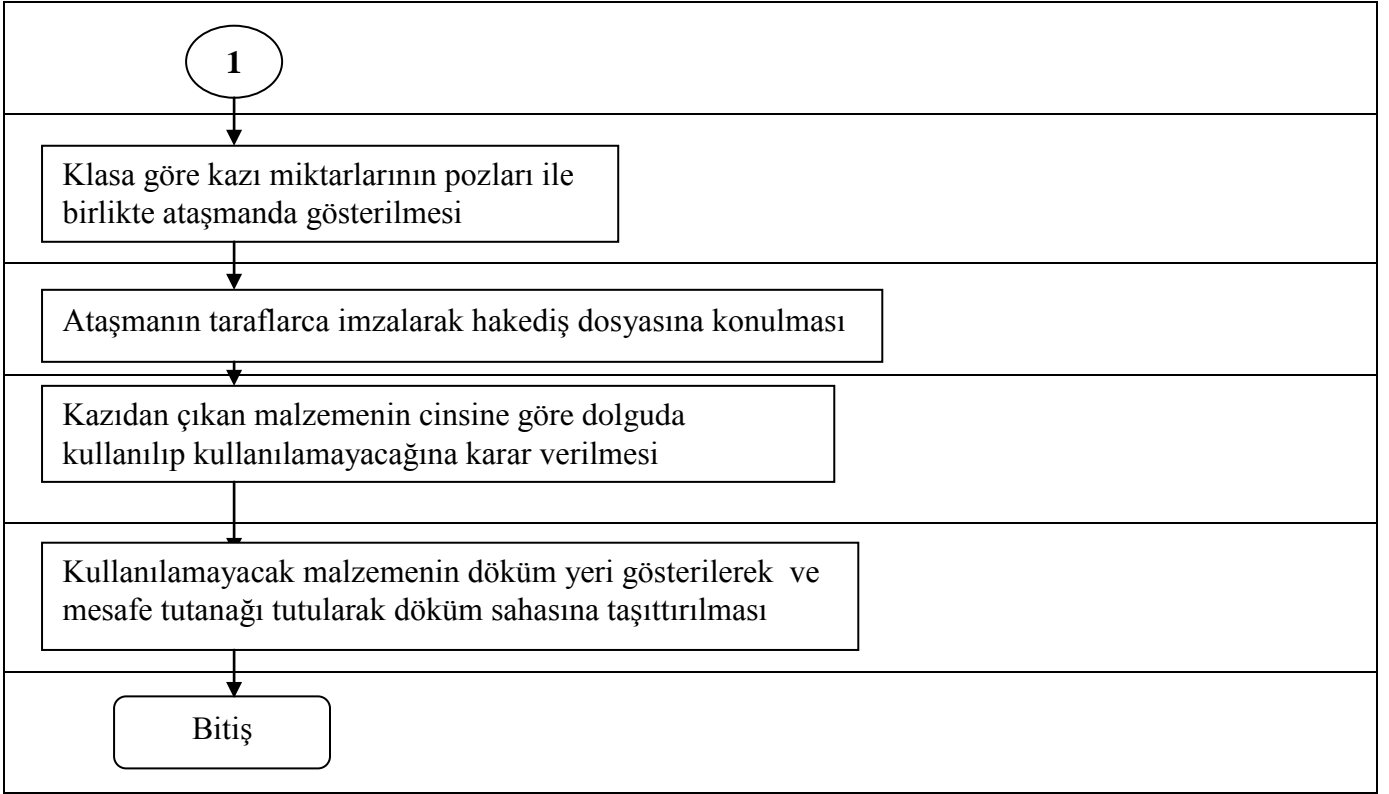 1
Klasa göre kazı miktarlarının pozları ile
birlikte ataşmanda gösterilmesi
Ataşmanın taraflarca imzalarak hakediş dosyasına konulması
Kazıdan çıkan malzemenin cinsine göre dolguda
kullanılıp kullanılamayacağına karar verilmesi
Kullanılamayacak malzemenin döküm yeri gösterilerek  ve
mesafe tutanağı tutularak döküm sahasına taşıttırılması
Bitiş